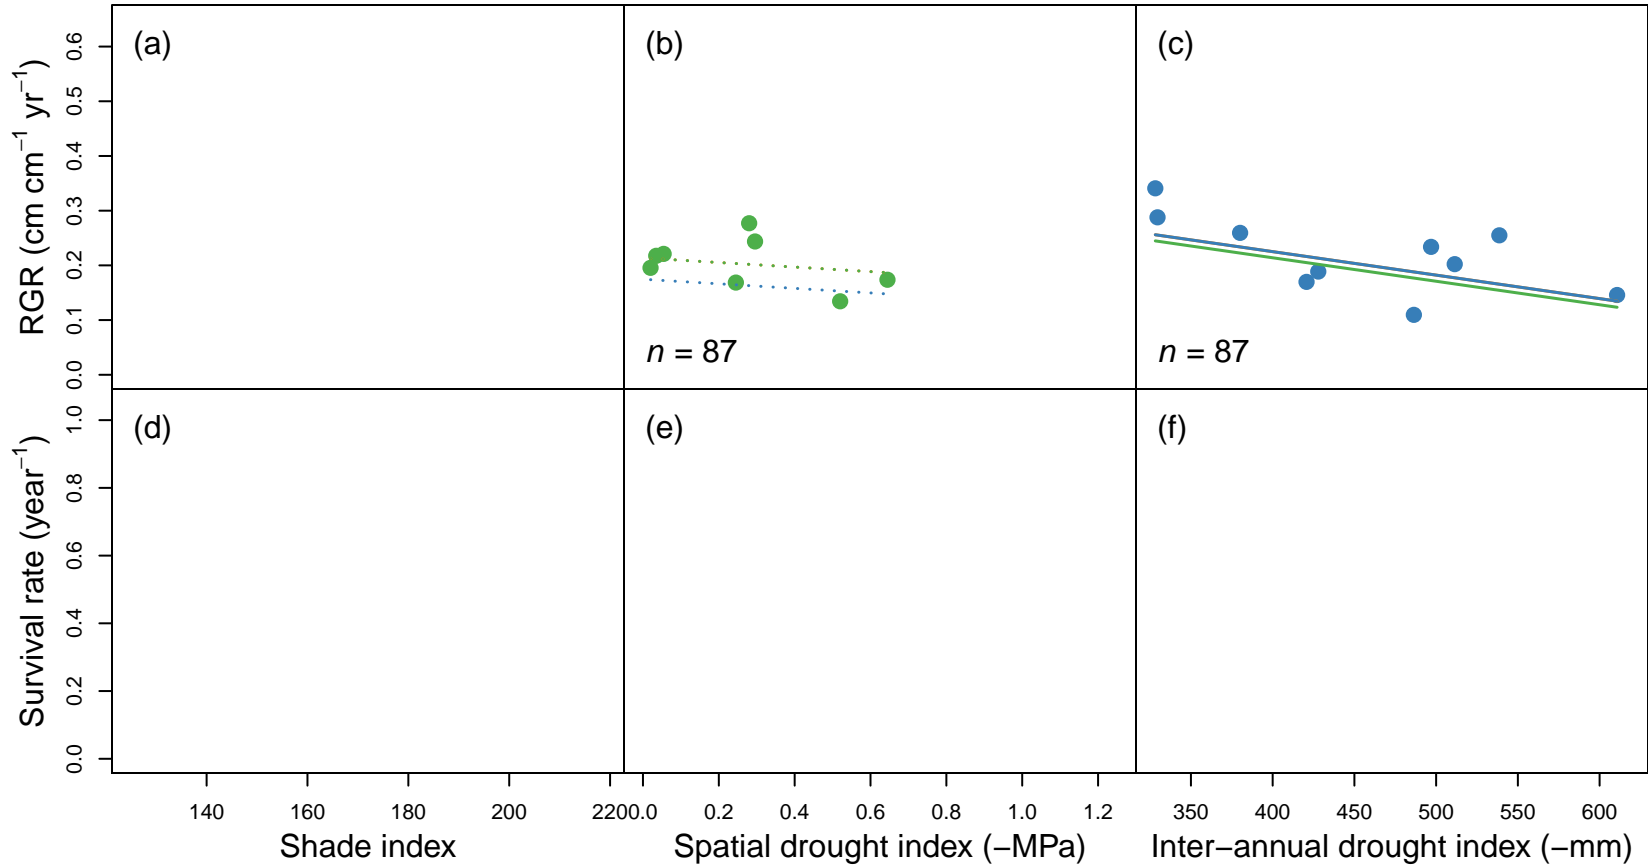 (a)
(b)
(c)
RGR (cm cm⁻¹ yr⁻¹)
0.0 0.1 0.2 0.3 0.4 0.5 0.6
n = 87
n = 87
(d)
(e)
(f)
Survival rate (year⁻¹)
0.0 0.2 0.4 0.6 0.8 1.0
140 160 180 200 220
0.0 0.2 0.4 0.6 0.8 1.0 1.2
350 400 450 500 550 600
Shade index
Spatial drought index (−MPa)
Inter−annual drought index (−mm)